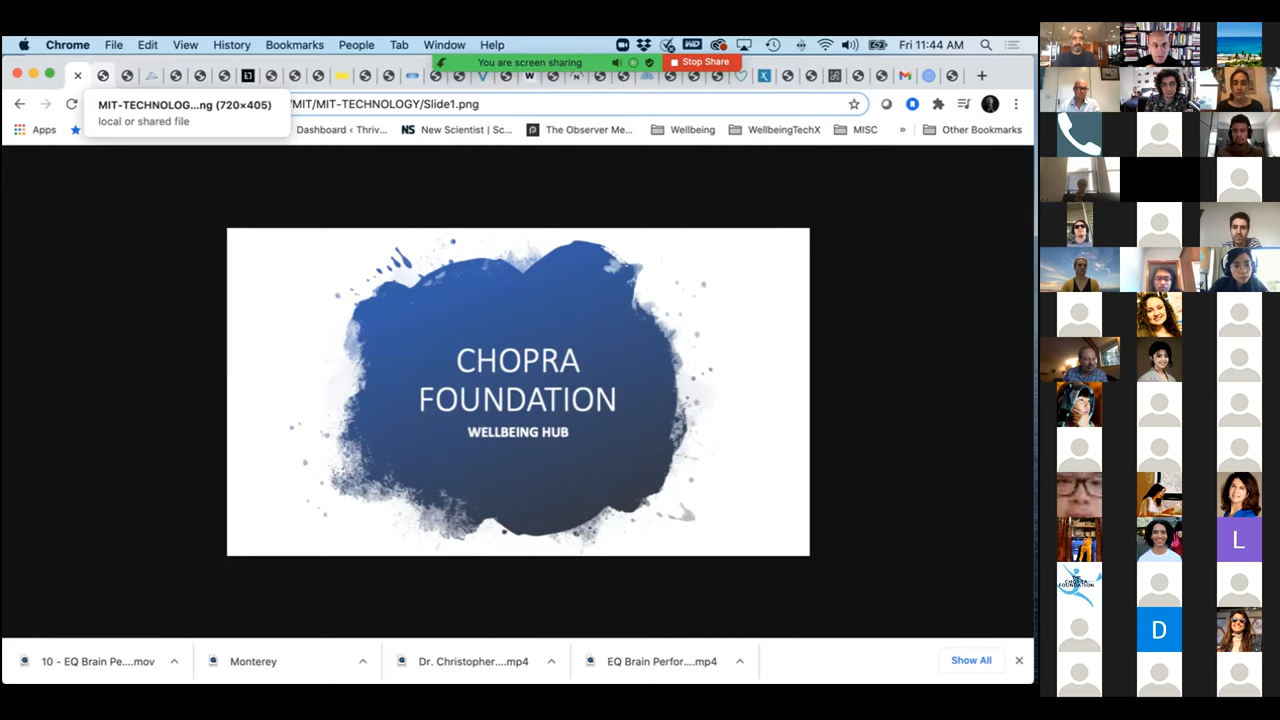 Chrome File Edit View History Bookmarks People Tab Window Help
Fri 11:44 AM
You are screen sharing
Stop Share
MIT-TECHNOLOG...ng (720×405)
local or shared file
/MIT/MIT-TECHNOLOGY/Slide1.png
Apps
Dashboard ‹ Thriv...
NS New Scientist | Sc...
The Observer Me...
Wellbeing
WellbeingTechX
MISC
»
Other Bookmarks
CHOPRA
FOUNDATION
WELLBEING HUB
10 - EQ Brain Pe....mov
Monterey
Dr. Christopher....mp4
EQ Brain Perfor....mp4
Show All
L
CHOPRA
FOUNDATION
D